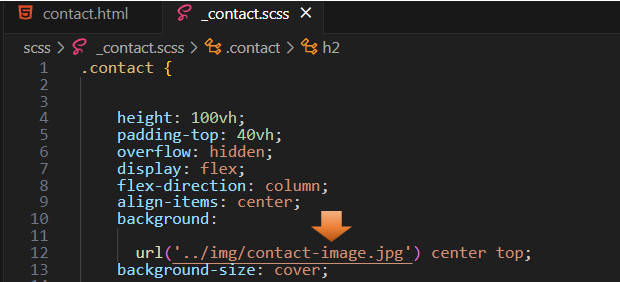 contact.html _contact.scss ×
scss > _contact.scss > .contact > h2
1 .contact {
2
3
4 height: 100vh;
5 padding-top: 40vh;
6 overflow: hidden;
7 display: flex;
8 flex-direction: column;
9 align-items: center;
10 background:
11
12 url('../img/contact-image.jpg') center top;
13 background-size: cover;